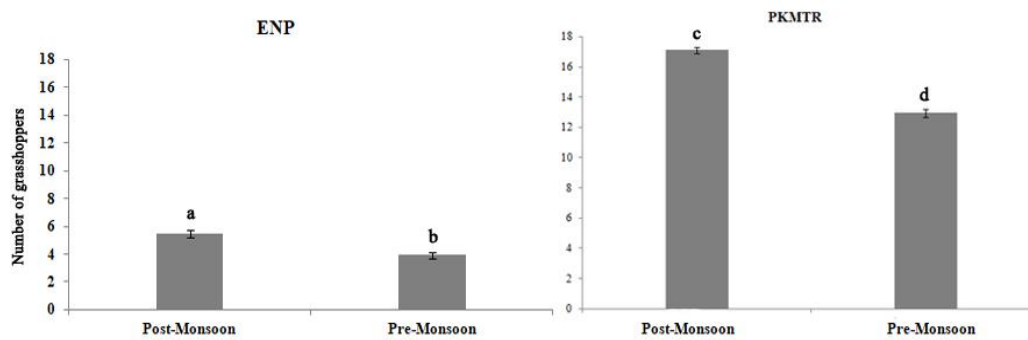 ENP
Number of grasshoppers
18
16
14
12
10
8
6
4
2
0
a
b
Post-Monsoon
Pre-Monsoon
PKMTR
18
16
14
12
10
8
6
4
2
0
c
d
Post-Monsoon
Pre-Monsoon